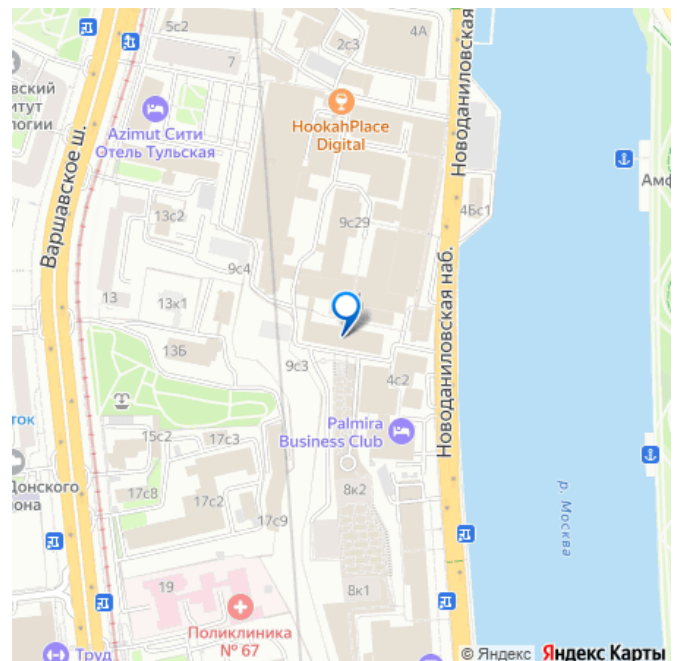 5с2
2с3
4А
7
Новоданиловская
вский
итут
логии
HookahPlace
Digital
Azimut Сити
Отель Тульская
Варшавское ш.
Амф
4Бс1
13с2
9с29
9с4
Новоданиловская наб.
13
13к1
13Б
9с3
4с2
Palmira
Business Club
ток
15с2
17с3
Донского
она
17с8
17с2
8к2
17с9
р. Москва
19
8к1
Поликлиника
№ 67
Труд
© Яндекс Яндекс Карты